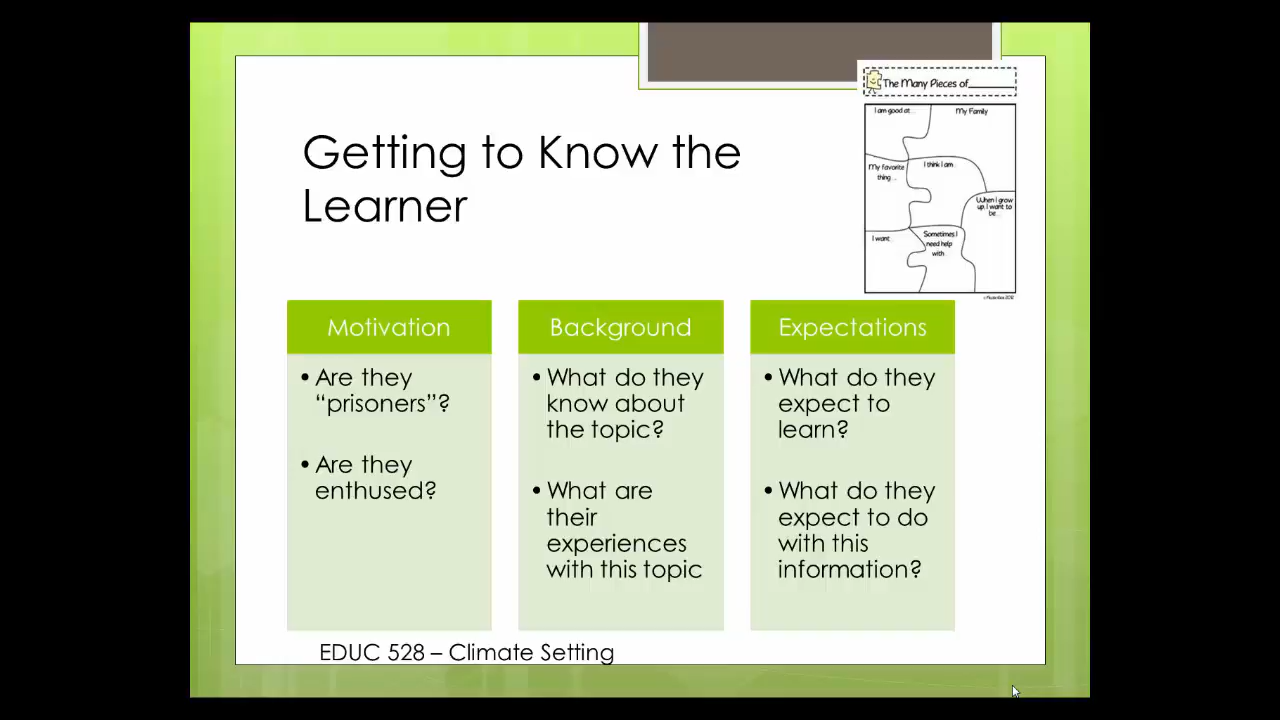 Getting to Know the
Learner
The Many Pieces of
I am good at...
My Family
My favorite
thing...
I think I am
When I grow
up, I want to
be...
I want
Sometimes I
need help
with
Motivation
• Are they
“prisoners”?
• Are they
enthused?
Background
• What do they
know about
the topic?
• What are
their
experiences
with this topic
Expectations
• What do they
expect to
learn?
• What do they
expect to do
with this
information?
EDUC 528 – Climate Setting